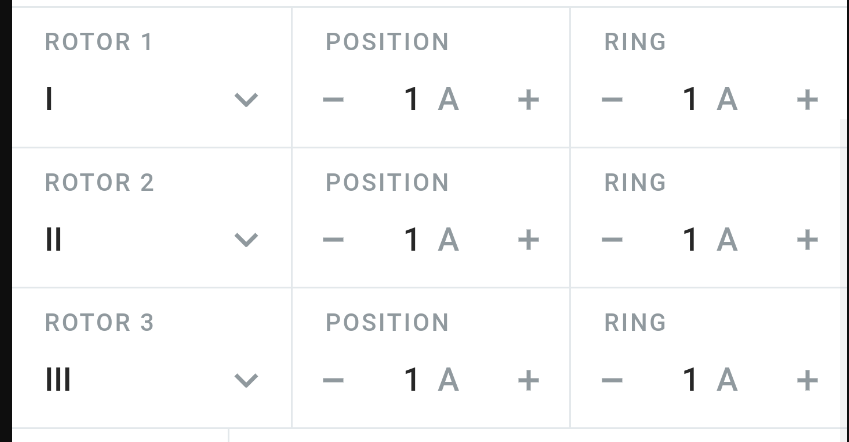 ROTOR 1 POSITION RING
I − 1 A + − 1 A +
ROTOR 2 POSITION RING
II − 1 A + − 1 A +
ROTOR 3 POSITION RING
III − 1 A + − 1 A +